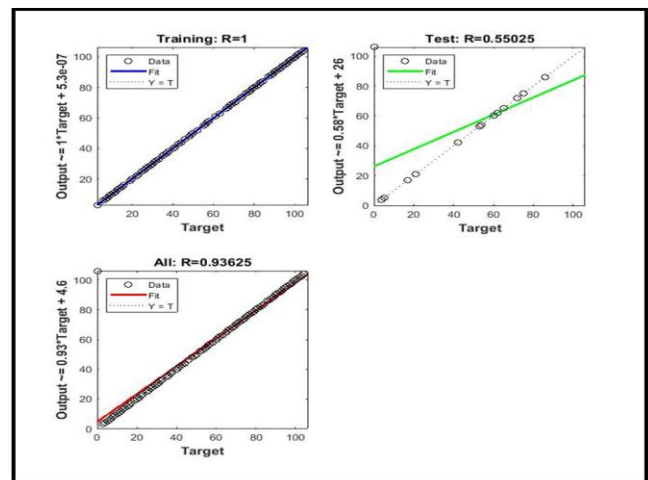 Training: R=1
Output ~= 1*Target + 5.3e-07
Data
Fit
Y = T
100
80
60
40
20
20 40 60 80 100
Target
Test: R=0.55025
Output ~= 0.58*Target + 26
Data
Fit
Y = T
100
80
60
40
20
0 20 40 60 80 100
Target
All: R=0.93625
Output ~= 0.93*Target + 4.6
Data
Fit
Y = T
100
80
60
40
20
0 20 40 60 80 100
Target